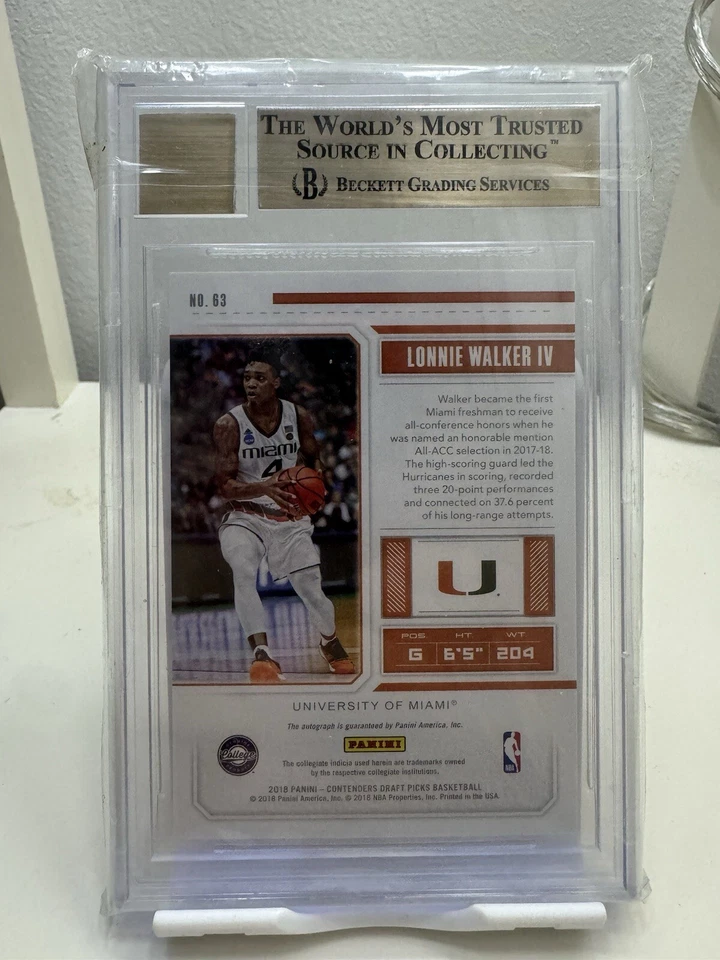 THE WORLD'S MOST TRUSTED
SOURCE IN COLLECTING™
B BECKETT GRADING SERVICES
NO. 63
LONNIE WALKER IV
Walker became the first
Miami freshman to receive
all-conference honors when he
was named an honorable mention
All-ACC selection in 2017-18.
The high-scoring guard led the
Hurricanes in scoring, recorded
three 20-point performances
and connected on 37.6 percent
of his long-range attempts.
MIAMI
4
U
POS. HT. WT
G 6'5" 204
UNIVERSITY OF MIAMI®
The autograph is guaranteed by Panini America, Inc.
PANINI
College
The collegiate indicia used herein are trademarks owned
by the respective collegiate institutions.
NBA
2018 PANINI – CONTENDERS DRAFT PICKS BASKETBALL
© 2018 Panini America, Inc. © 2018 NBA Properties, Inc. Printed in the USA.